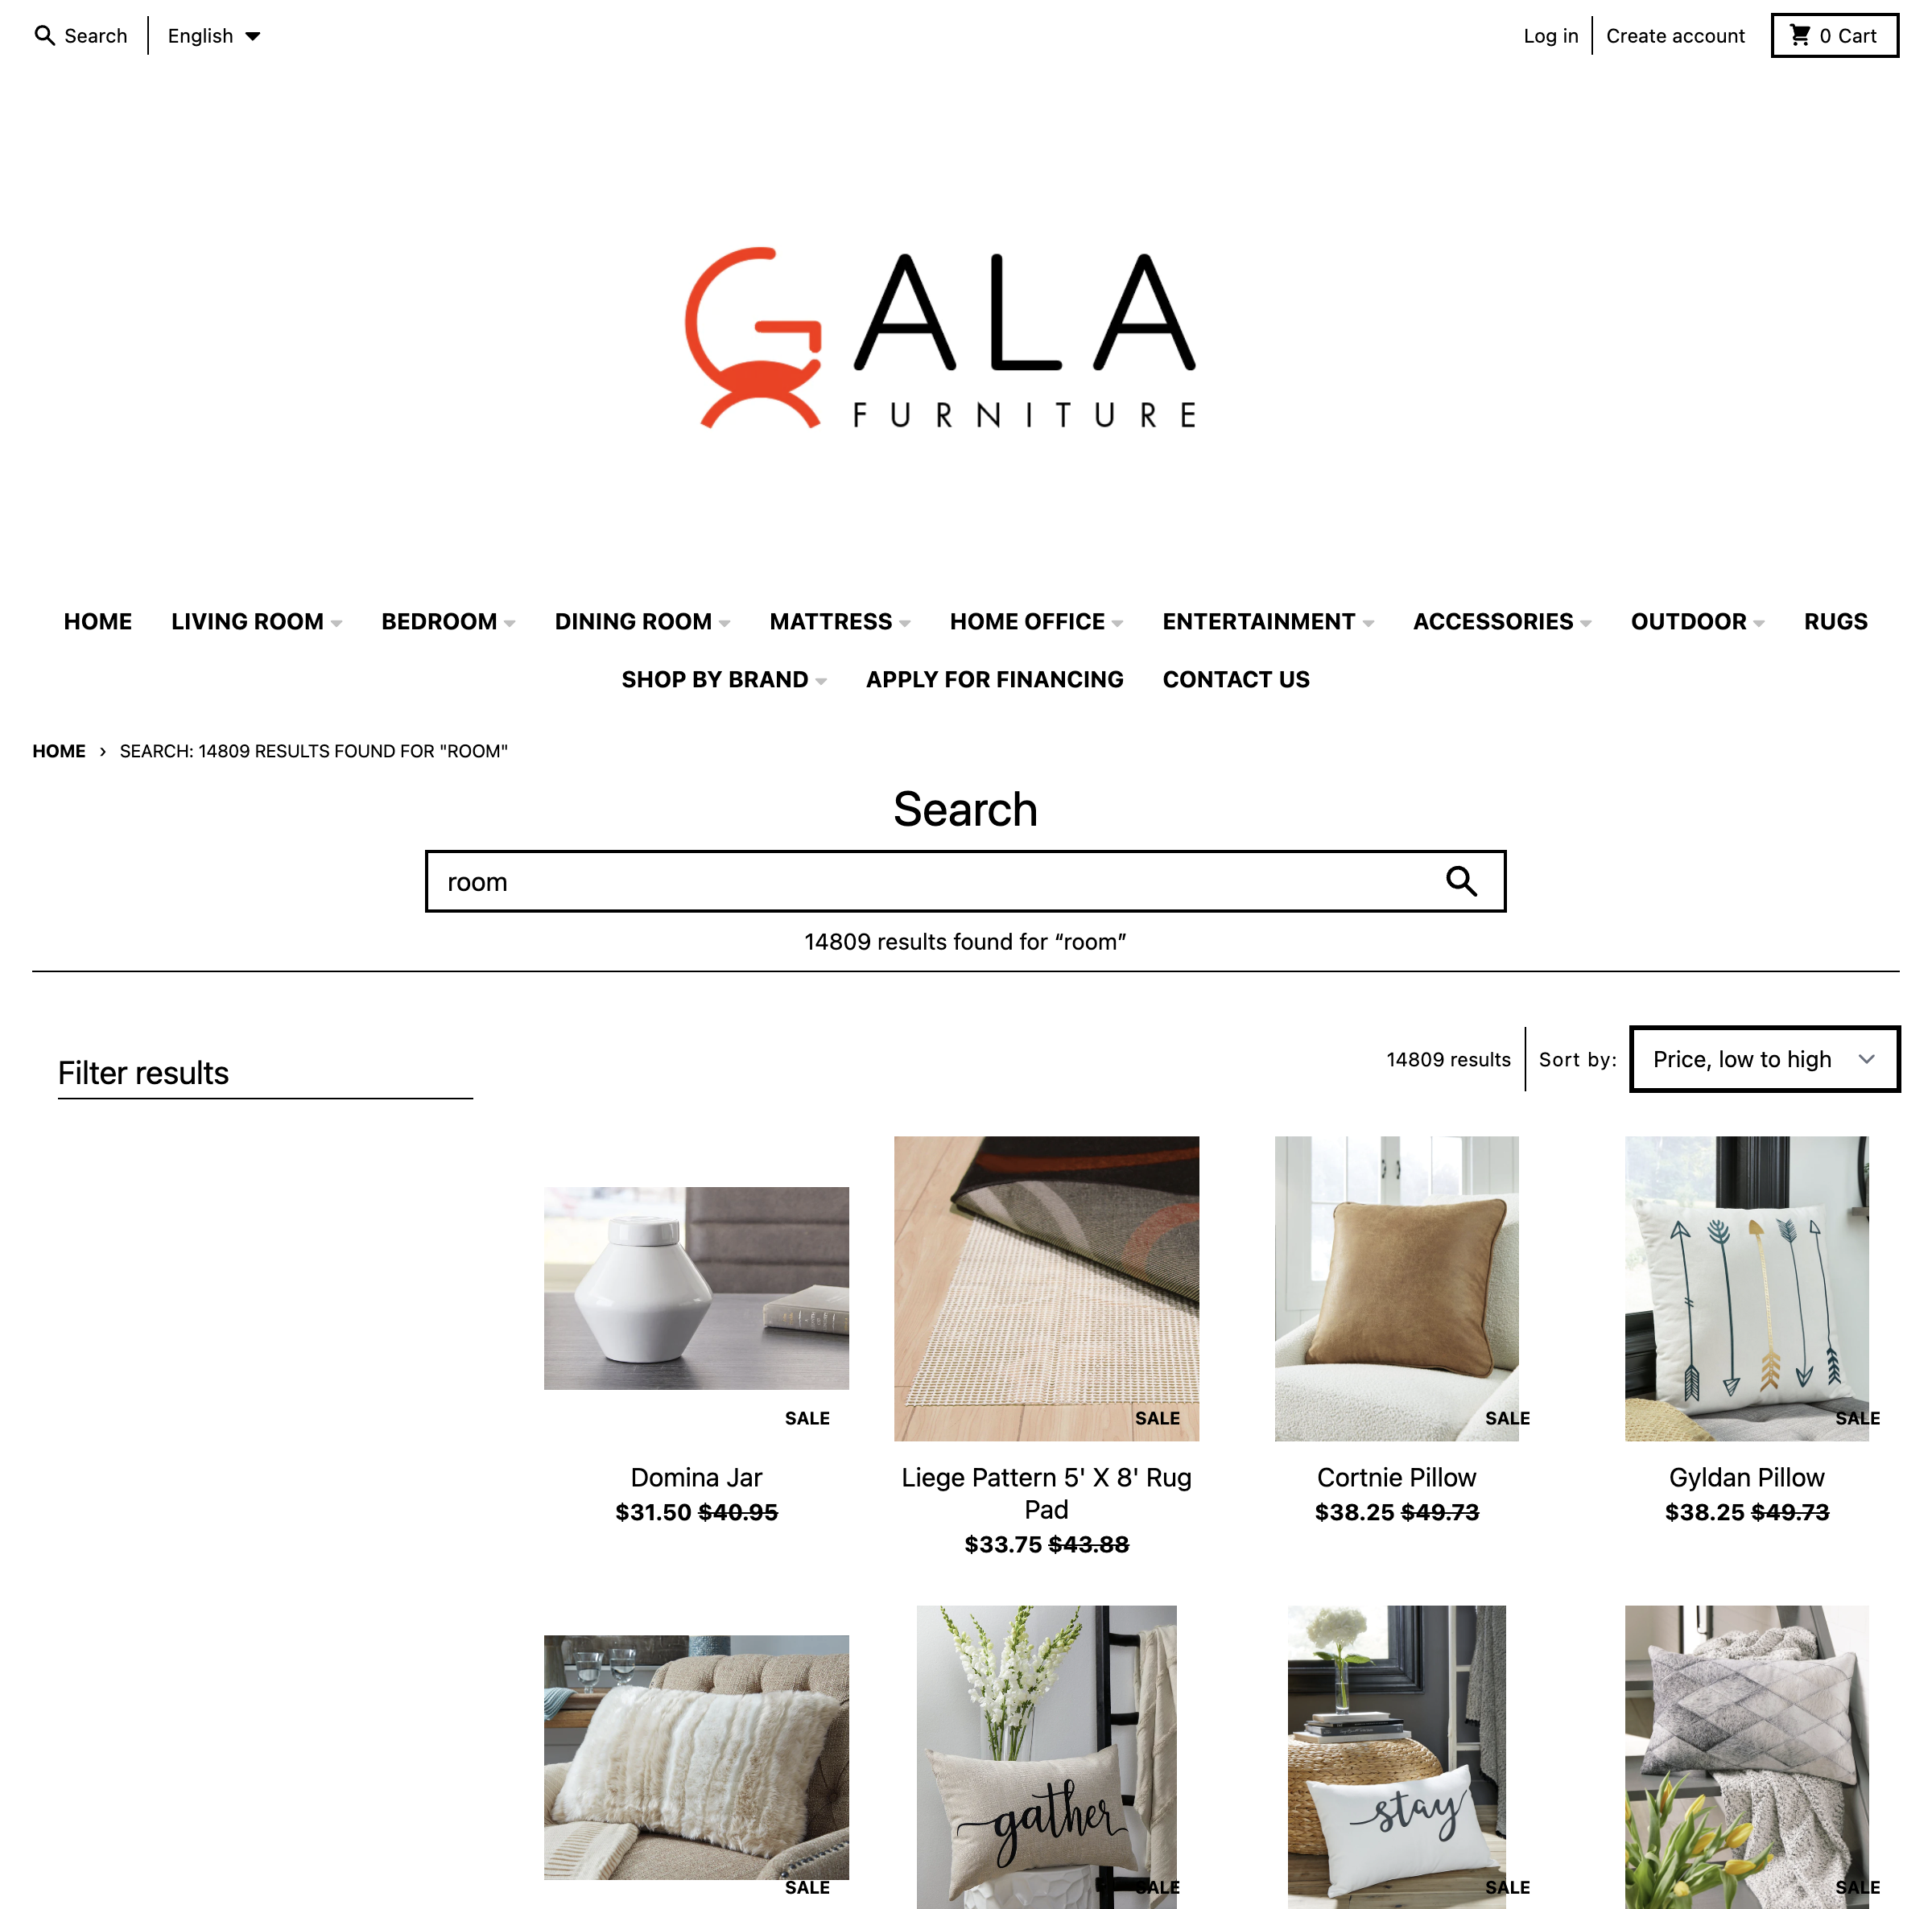 Search
English
Log in
Create account
0 Cart
GALA
FURNITURE
HOME
LIVING ROOM
BEDROOM
DINING ROOM
MATTRESS
HOME OFFICE
ENTERTAINMENT
ACCESSORIES
OUTDOOR
RUGS
SHOP BY BRAND
APPLY FOR FINANCING
CONTACT US
HOME › SEARCH: 14809 RESULTS FOUND FOR "ROOM"
Search
room
14809 results found for “room”
Filter results
14809 results
Sort by:
Price, low to high
SALE
SALE
SALE
SALE
Domina Jar
$31.50 $40.95
Liege Pattern 5' X 8' Rug
Pad
$33.75 $43.88
Cortnie Pillow
$38.25 $49.73
Gyldan Pillow
$38.25 $49.73
gather
stay
SALE
SALE
SALE
SALE